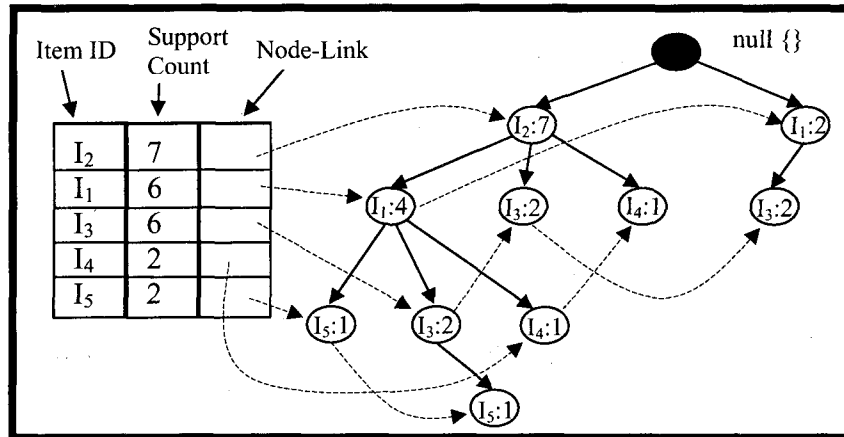 Item ID
Support
Count
Node-Link
null {}
I₂ 7
I₁ 6
I₃ 6
I₄ 2
I₅ 2
I₂:7
I₁:2
I₁:4
I₃:2
I₄:1
I₃:2
I₅:1
I₃:2
I₄:1
I₅:1